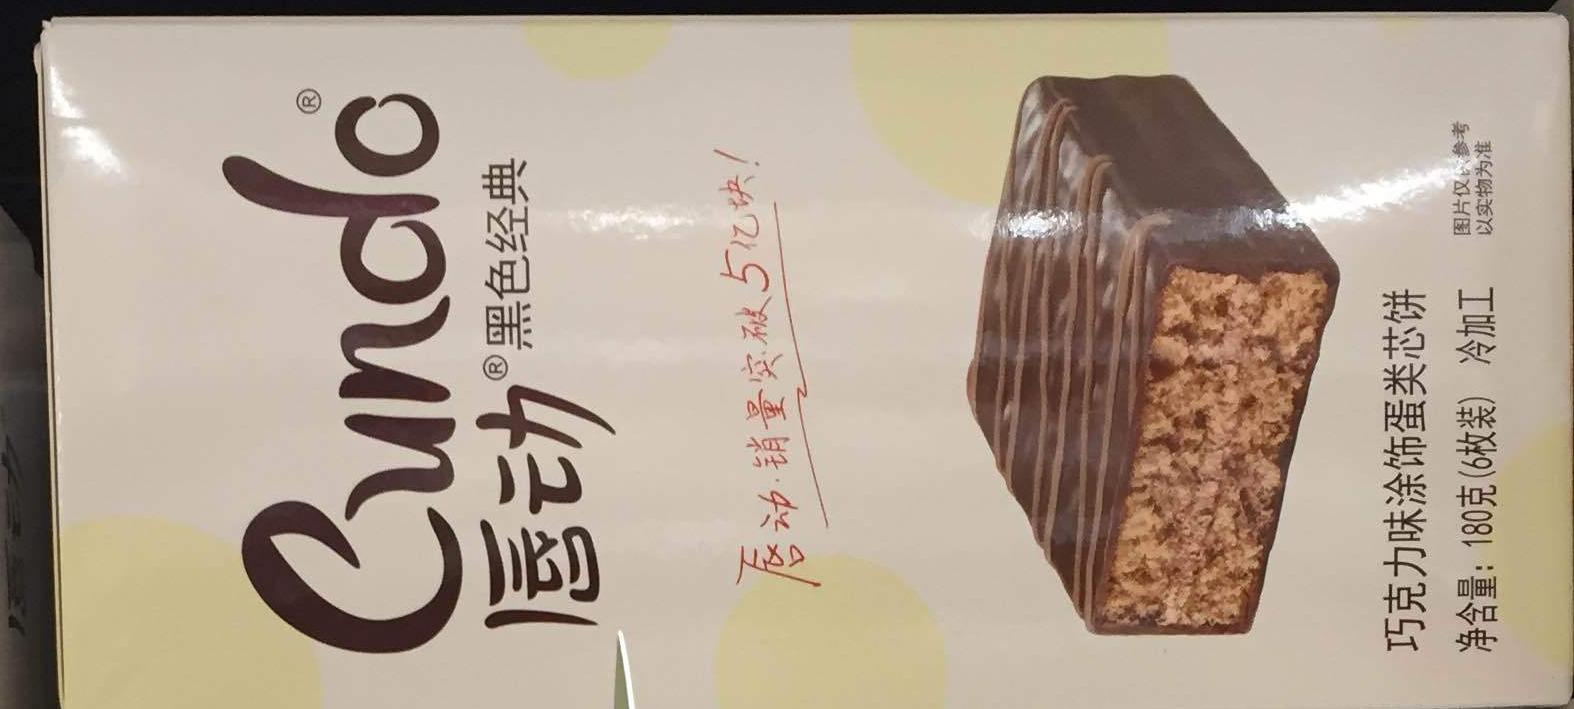 Cundo®
唇动®黑色经典
唇动·销量突破5亿块!
巧克力味涂饰蛋类芯饼
净含量:180克(6枚装) 冷加工
图片仅供参考
以实物为准